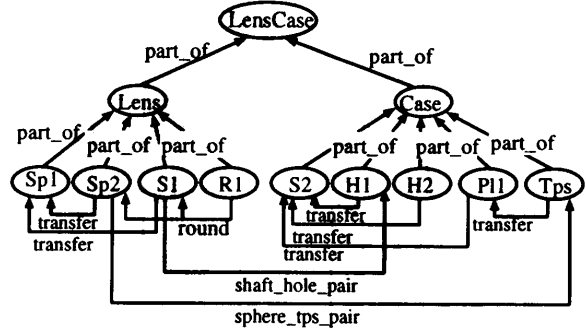 LensCase
part_of part_of
Lens Case
part_of part_of part_of part_of part_of part_of
Sp1 Sp2 S1 R1 S2 H1 H2 Pl1 Tps
transfer round transfer transfer
transfer transfer
transfer
shaft_hole_pair
sphere_tps_pair